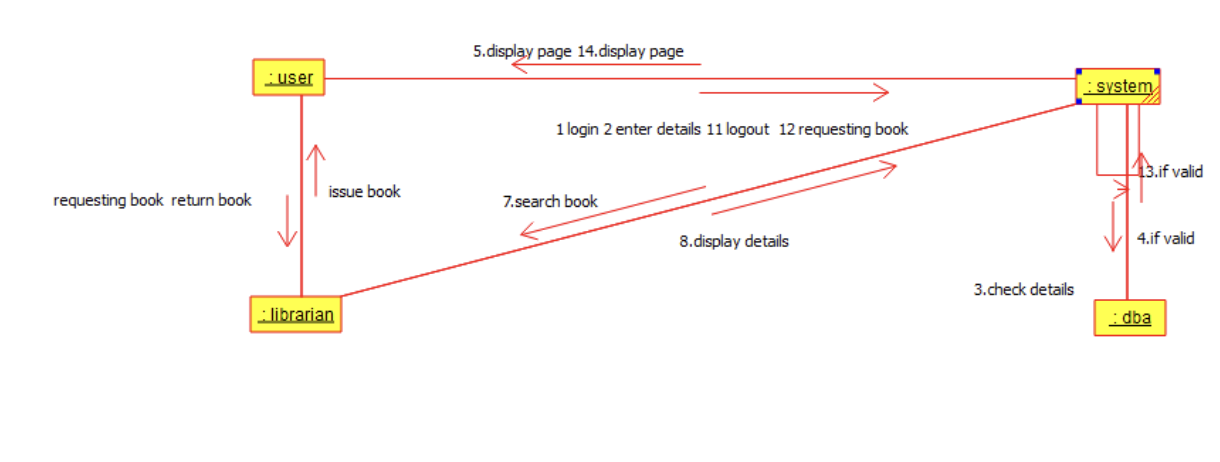 5.display page 14.display page
: user
: system
1 login 2 enter details 11 logout 12 requesting book
13.if valid
requesting book return book
issue book
7.search book
8.display details
4.if valid
3.check details
: librarian
: dba